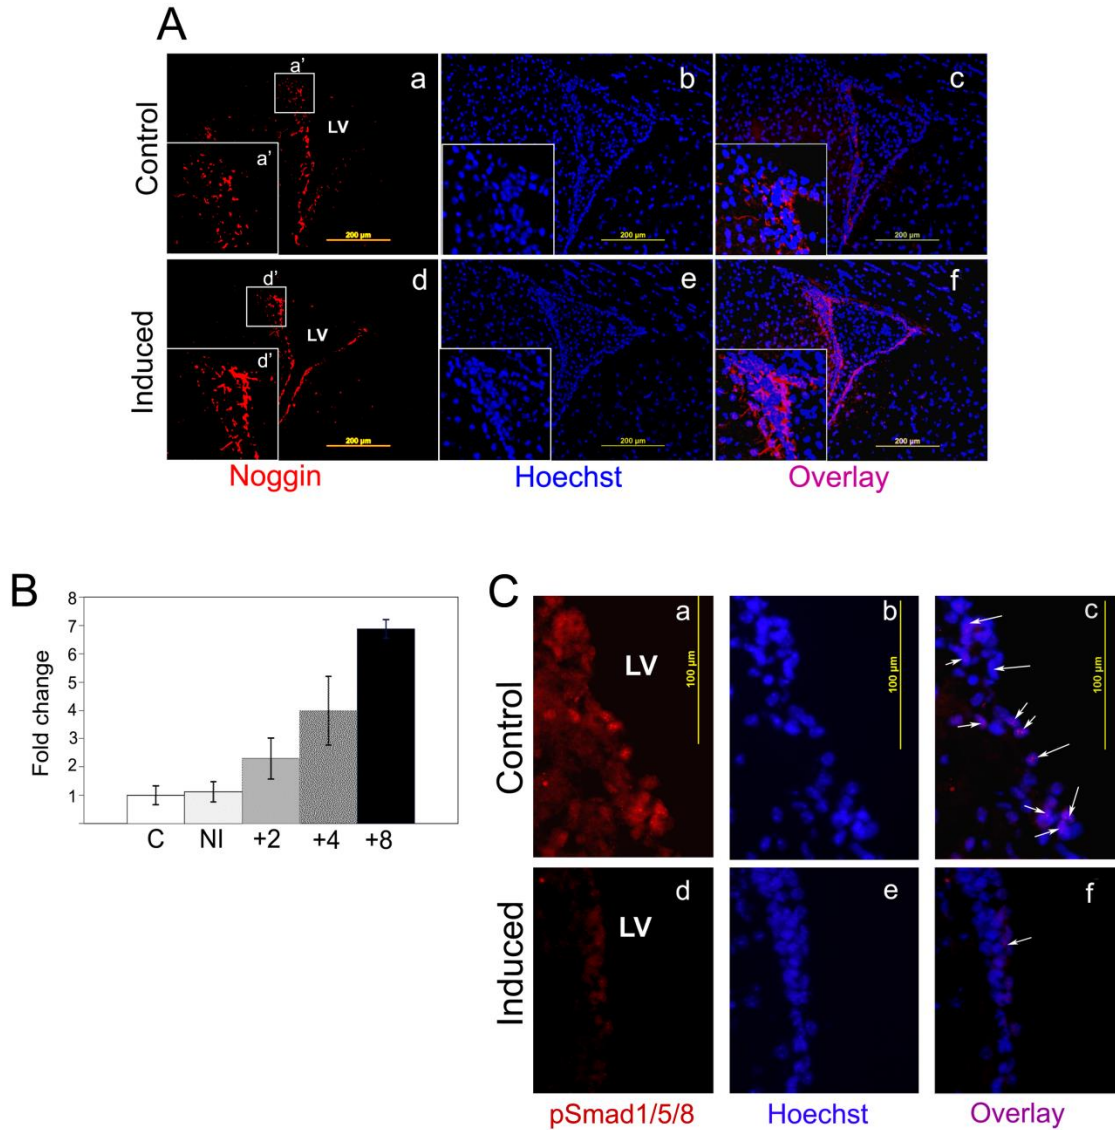 A
Control
a'
a
LV
a'
200 µm
b
200 µm
c
200 µm
Induced
d'
d
LV
d'
200 µm
e
200 µm
f
200 µm
Noggin
Hoechst
Overlay
B
Fold change
8
7
6
5
4
3
2
1
C
NI
+2
+4
+8
C
Control
a
LV
100 µm
b
100 µm
c
100 µm
Induced
d
LV
e
f
pSmad1/5/8
Hoechst
Overlay